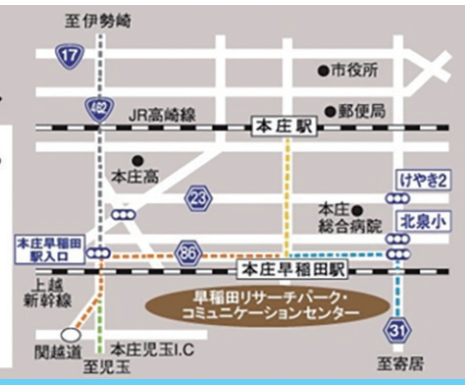 至伊勢崎
17
●市役所
462
JR高崎線
●郵便局
本庄駅
本庄高
けやき2
23
本庄●
総合病院
北泉小
本庄早稲田
駅入口
86
本庄早稲田駅
上越
新幹線
早稲田リサーチパーク・
コミュニケーションセンター
31
関越道
本庄児玉I.C
至児玉
至寄居